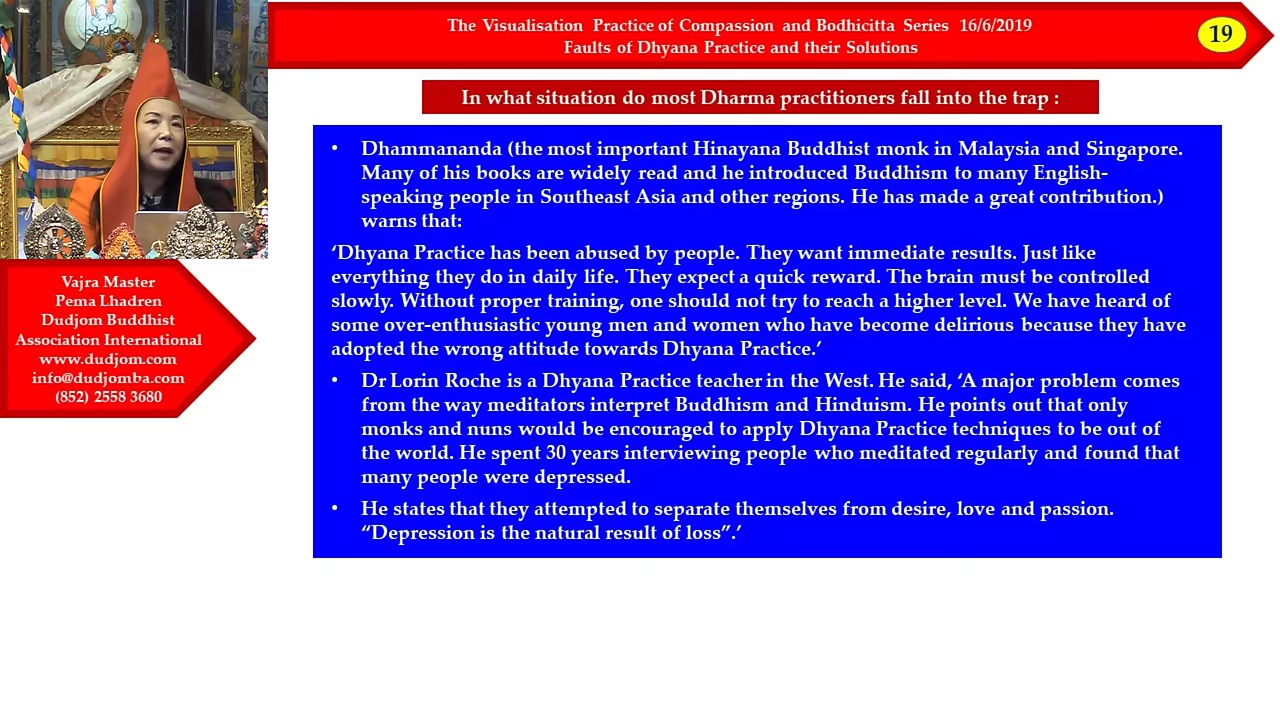 The Visualisation Practice of Compassion and Bodhicitta Series 16/6/2019
Faults of Dhyana Practice and their Solutions
19
In what situation do most Dharma practitioners fall into the trap :
• Dhammananda (the most important Hinayana Buddhist monk in Malaysia and Singapore.
Many of his books are widely read and he introduced Buddhism to many English-
speaking people in Southeast Asia and other regions. He has made a great contribution.)
warns that:
‘Dhyana Practice has been abused by people. They want immediate results. Just like
everything they do in daily life. They expect a quick reward. The brain must be controlled
slowly. Without proper training, one should not try to reach a higher level. We have heard of
some over-enthusiastic young men and women who have become delirious because they have
adopted the wrong attitude towards Dhyana Practice.’
• Dr Lorin Roche is a Dhyana Practice teacher in the West. He said, ‘A major problem comes
from the way meditators interpret Buddhism and Hinduism. He points out that only
monks and nuns would be encouraged to apply Dhyana Practice techniques to be out of
the world. He spent 30 years interviewing people who meditated regularly and found that
many people were depressed.
• He states that they attempted to separate themselves from desire, love and passion.
“Depression is the natural result of loss”.’
Vajra Master
Pema Lhadren
Dudjom Buddhist
Association International
www.dudjom.com
info@dudjomba.com
(852) 2558 3680